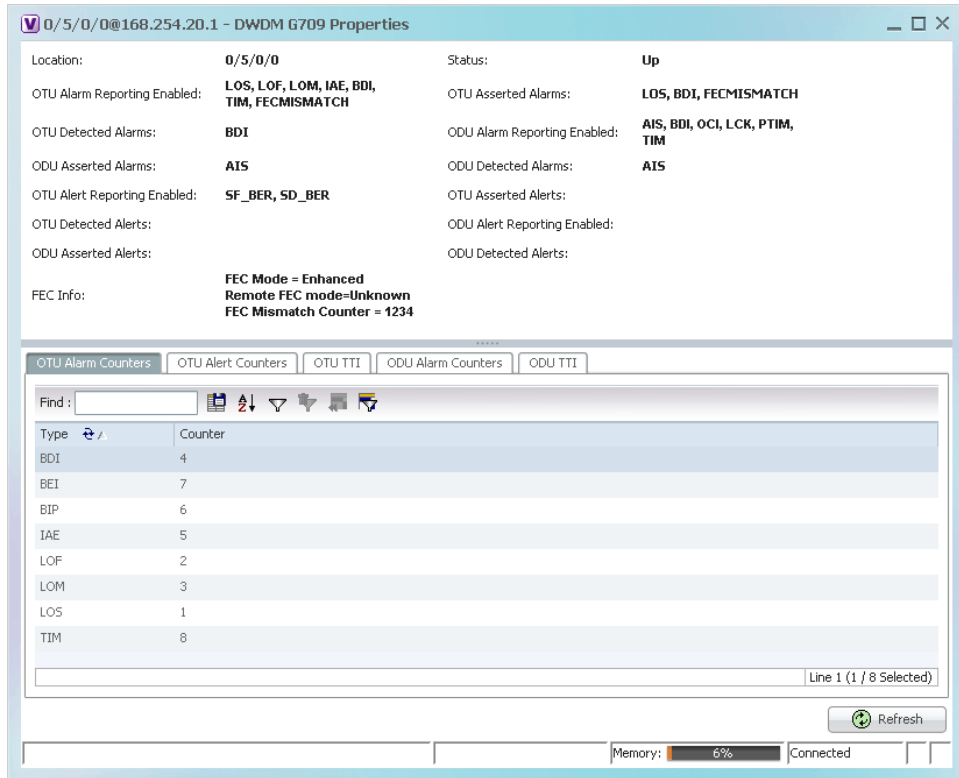 0/5/0/0@168.254.20.1 - DWDM G709 Properties
Location: 0/5/0/0 Status: Up
OTU Alarm Reporting Enabled: LOS, LOF, LOM, IAE, BDI, TIM, FECMISMATCH OTU Asserted Alarms: LOS, BDI, FECMISMATCH
OTU Detected Alarms: BDI ODU Alarm Reporting Enabled: AIS, BDI, OCI, LCK, PTIM, TIM
ODU Asserted Alarms: AIS ODU Detected Alarms: AIS
OTU Alert Reporting Enabled: SF_BER, SD_BER OTU Asserted Alerts:
OTU Detected Alerts: ODU Alert Reporting Enabled:
ODU Asserted Alerts: ODU Detected Alerts:
FEC Info: FEC Mode = Enhanced
Remote FEC mode=Unknown
FEC Mismatch Counter = 1234
OTU Alarm Counters OTU Alert Counters OTU TTI ODU Alarm Counters ODU TTI
Find :
Type Counter
BDI 4
BEI 7
BIP 6
IAE 5
LOF 2
LOM 3
LOS 1
TIM 8
Line 1 (1 / 8 Selected)
Refresh
Memory: 6% Connected